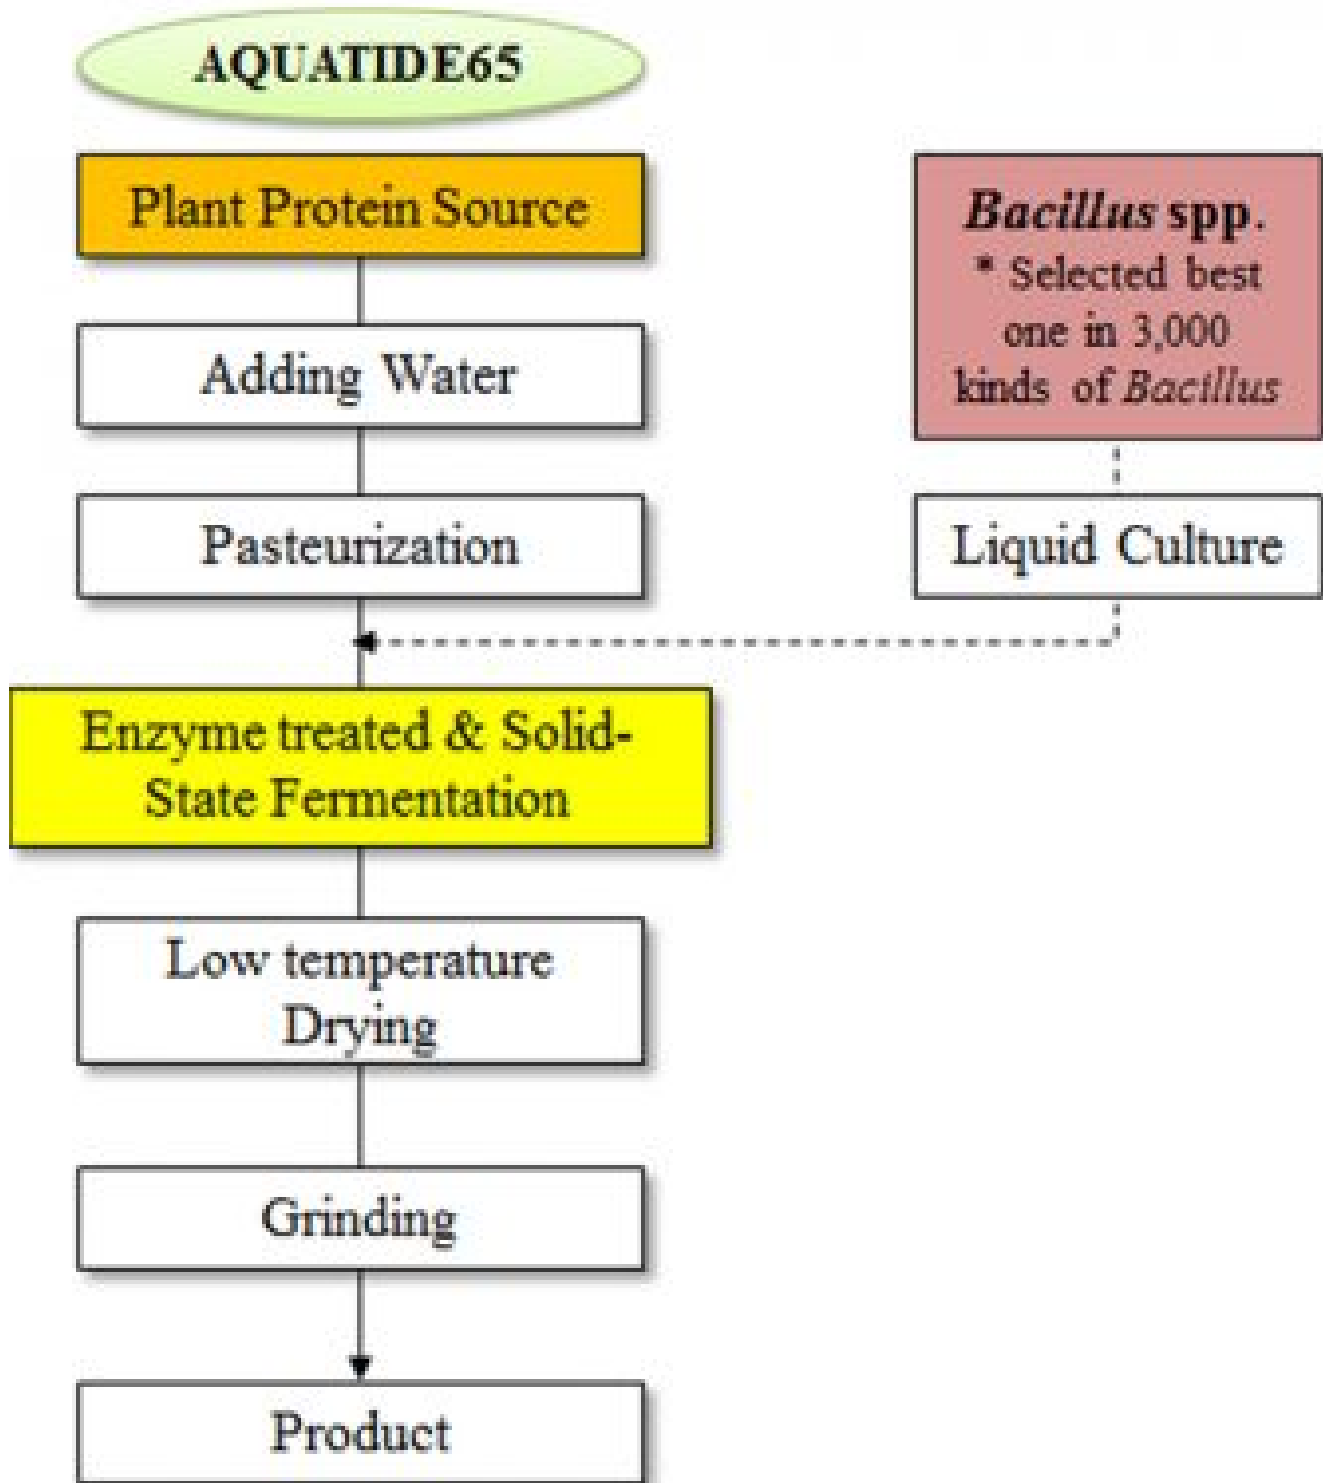 AQUATIDE65
Plant Protein Source
Adding Water
Pasteurization
Bacillus spp.
* Selected best
one in 3,000
kinds of Bacillus
Liquid Culture
Enzyme treated & Solid-
State Fermentation
Low temperature
Drying
Grinding
Product